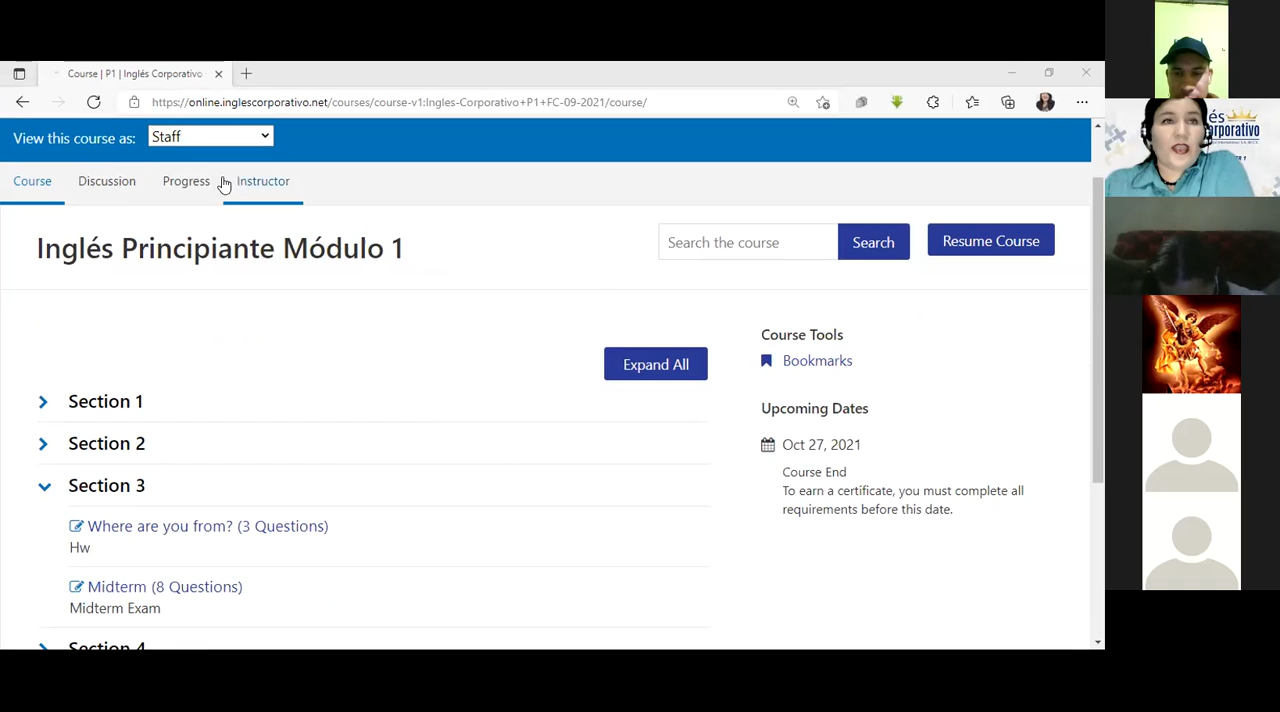 Course | P1 | Inglés Corporativo
https://online.inglescorporativo.net/courses/course-v1:Ingles-Corporativo+P1+FC-09-2021/course/
View this course as: Staff
Course Discussion Progress Instructor
Inglés Principiante Módulo 1
Search the course Search Resume Course
Course Tools
Bookmarks
Expand All
Section 1
Upcoming Dates
Section 2
Oct 27, 2021
Course End
To earn a certificate, you must complete all
requirements before this date.
Section 3
Where are you from? (3 Questions)
Hw
Midterm (8 Questions)
Midterm Exam
Section 4
és
orporativo